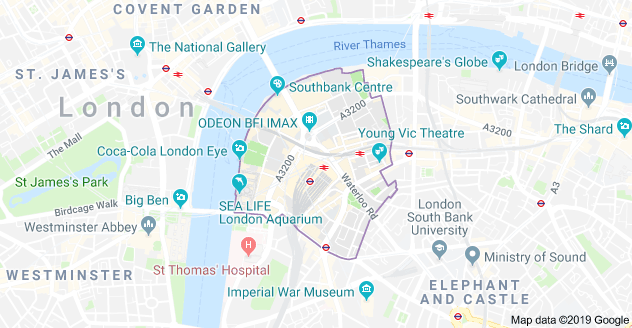 COVENT GARDEN
The National Gallery
River Thames
Shakespeare's Globe
London Bridge
ST. JAMES'S
London
Southbank Centre
Southwark Cathedral
A3200
ODEON BFI IMAX
Young Vic Theatre
A3200
The Shard
The Mall
Coca-Cola London Eye
A3200
St James's Park
Waterloo Rd
A3
Birdcage Walk
Big Ben
SEA LIFE
London Aquarium
London
South Bank
University
Westminster Abbey
H
St Thomas' Hospital
Ministry of Sound
WESTMINSTER
Imperial War Museum
ELEPHANT
AND CASTLE
Map data ©2019 Google